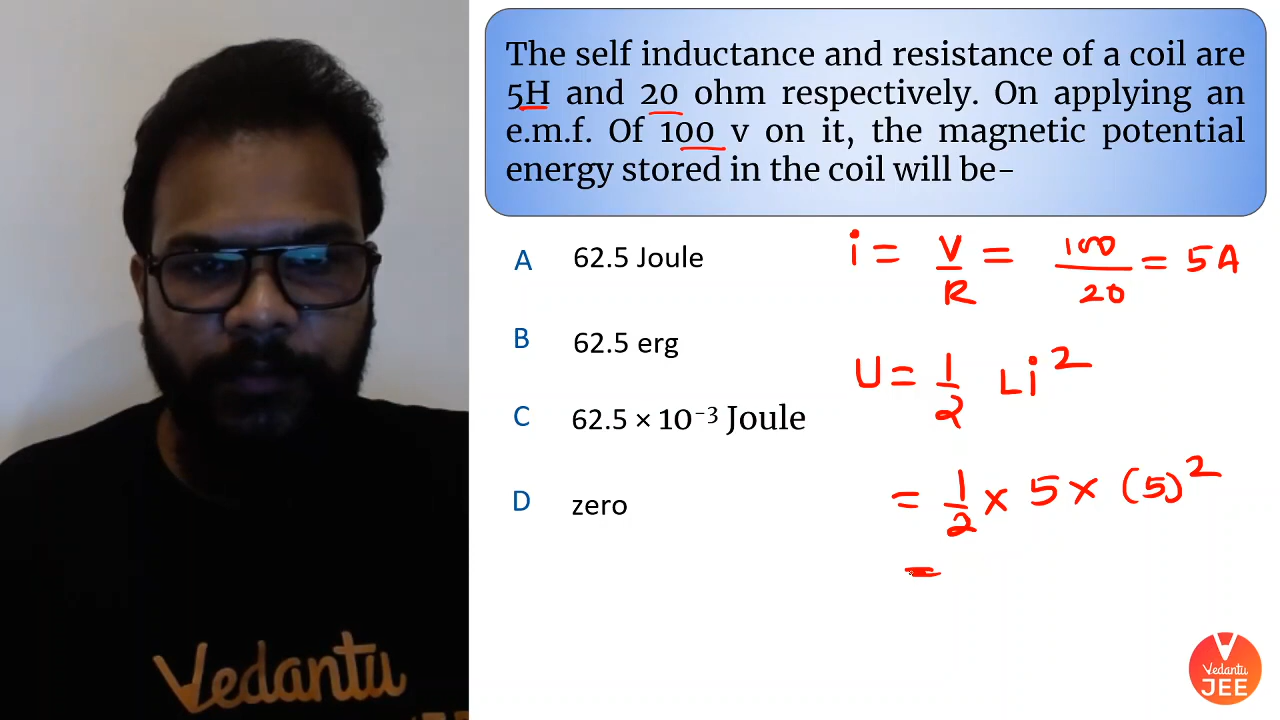 The self inductance and resistance of a coil are
5H and 20 ohm respectively. On applying an
e.m.f. Of 100 v on it, the magnetic potential
energy stored in the coil will be-
A 62.5 Joule
B 62.5 erg
C 62.5 × 10⁻³ Joule
D zero
i = V/R = 100/20 = 5A
U = 1/2 Li²
= 1/2 × 5 × (5)²
=
Vedantu
Vedantu
JEE